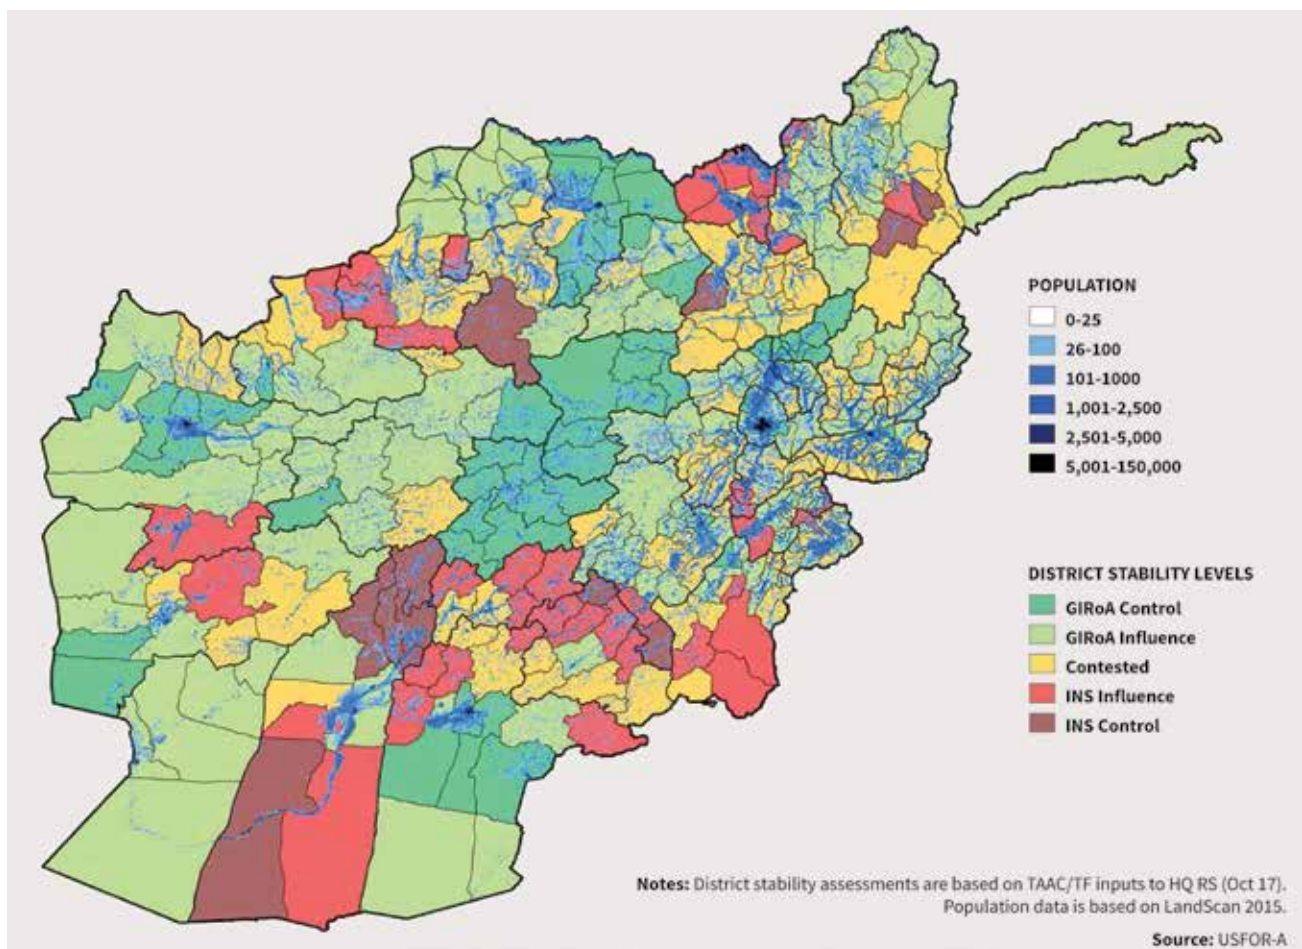 POPULATION
0-25
26-100
101-1000
1,001-2,500
2,501-5,000
5,001-150,000
DISTRICT STABILITY LEVELS
GIRoA Control
GIRoA Influence
Contested
INS Influence
INS Control
Notes: District stability assessments are based on TAAC/TF inputs to HQ RS (Oct 17).
Population data is based on LandScan 2015.
Source: USFOR-A